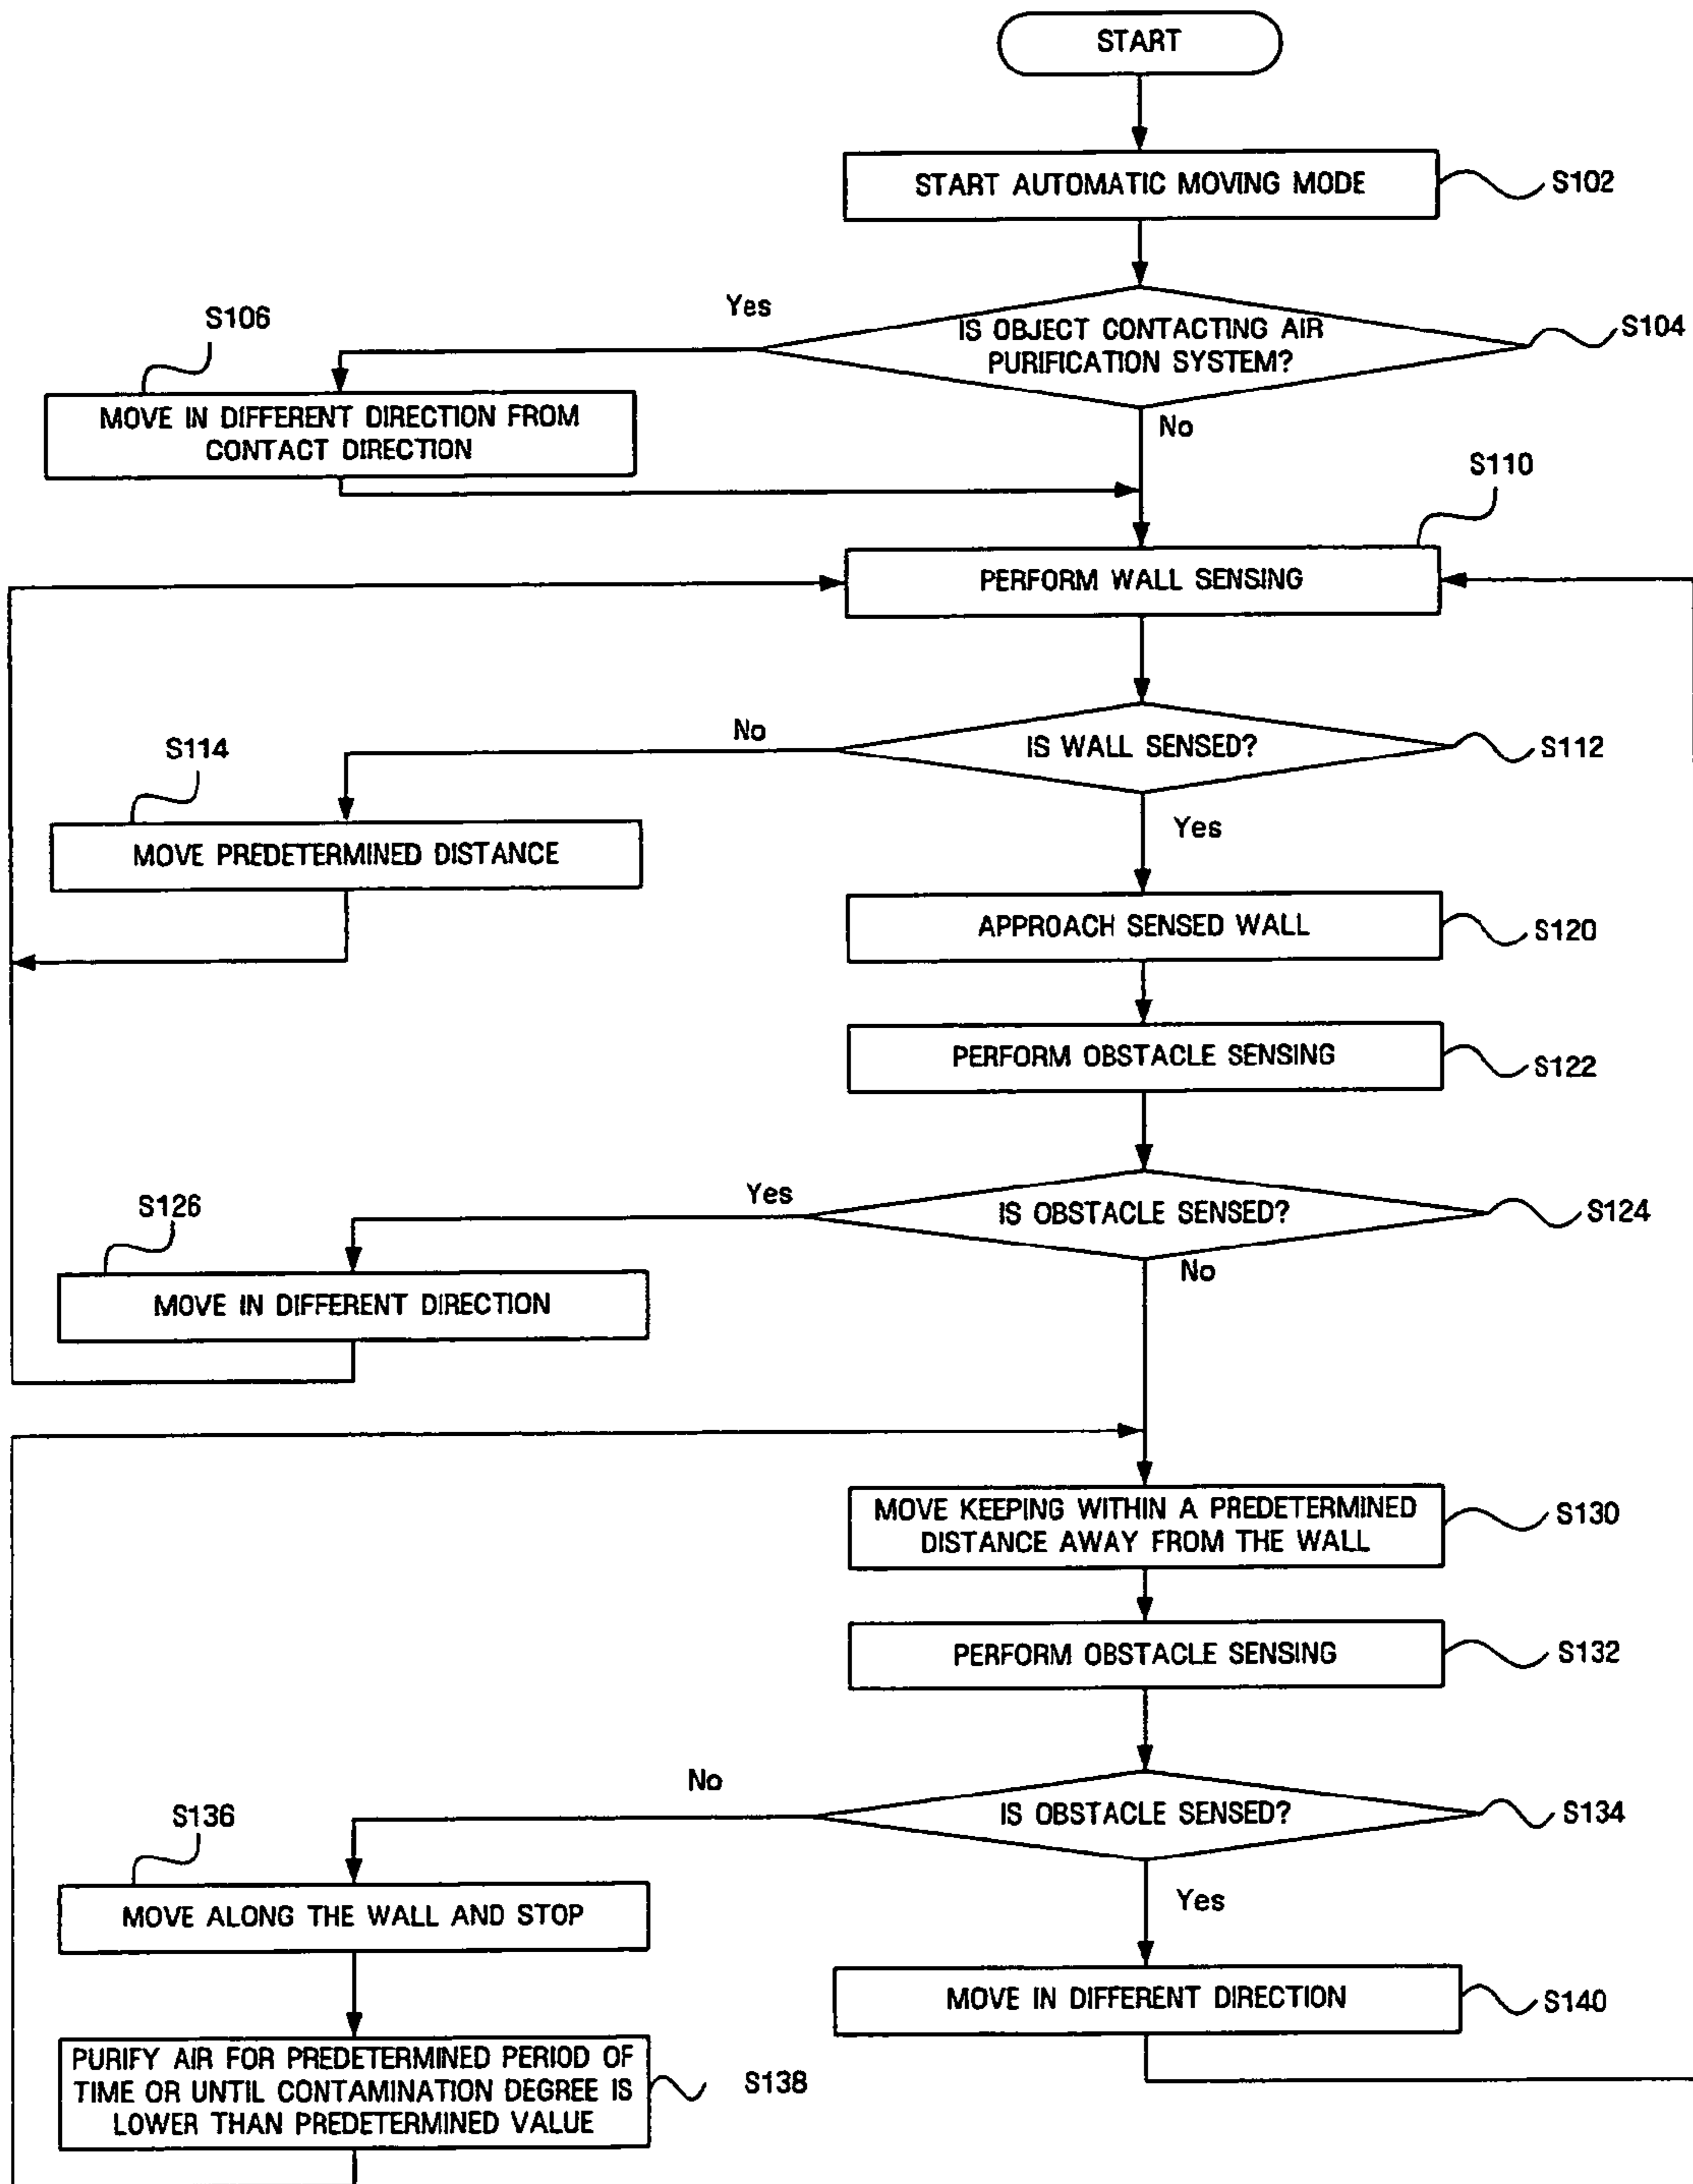 START
START AUTOMATIC MOVING MODE
S102
Yes
IS OBJECT CONTACTING AIR
PURIFICATION SYSTEM?
S104
S106
MOVE IN DIFFERENT DIRECTION FROM
CONTACT DIRECTION
No
S110
PERFORM WALL SENSING
No
IS WALL SENSED?
S112
S114
MOVE PREDETERMINED DISTANCE
Yes
APPROACH SENSED WALL
S120
PERFORM OBSTACLE SENSING
S122
Yes
IS OBSTACLE SENSED?
S124
S126
MOVE IN DIFFERENT DIRECTION
No
MOVE KEEPING WITHIN A PREDETERMINED
DISTANCE AWAY FROM THE WALL
S130
PERFORM OBSTACLE SENSING
S132
No
IS OBSTACLE SENSED?
S134
S136
MOVE ALONG THE WALL AND STOP
Yes
MOVE IN DIFFERENT DIRECTION
S140
PURIFY AIR FOR PREDETERMINED PERIOD OF
TIME OR UNTIL CONTAMINATION DEGREE IS
LOWER THAN PREDETERMINED VALUE
S138